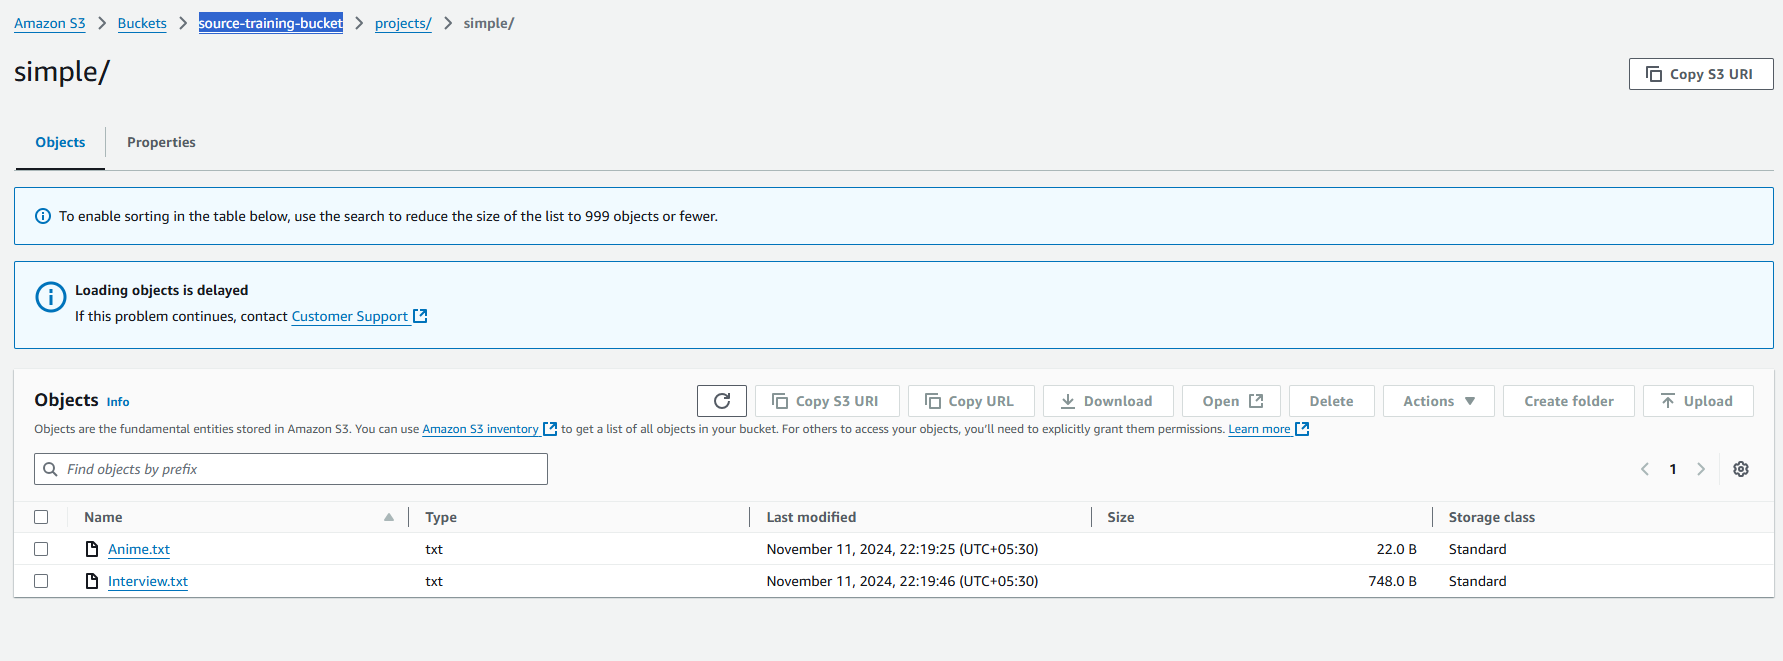 Amazon S3 > Buckets > source-training-bucket > projects/ > simple/
simple/
Copy S3 URI
Objects Properties
To enable sorting in the table below, use the search to reduce the size of the list to 999 objects or fewer.
Loading objects is delayed
If this problem continues, contact Customer Support
Objects Info
Copy S3 URI Copy URL Download Open Delete Actions Create folder Upload
Objects are the fundamental entities stored in Amazon S3. You can use Amazon S3 inventory to get a list of all objects in your bucket. For others to access your objects, you'll need to explicitly grant them permissions. Learn more
Find objects by prefix
1
Name Type Last modified Size Storage class
Anime.txt txt November 11, 2024, 22:19:25 (UTC+05:30) 22.0 B Standard
Interview.txt txt November 11, 2024, 22:19:46 (UTC+05:30) 748.0 B Standard